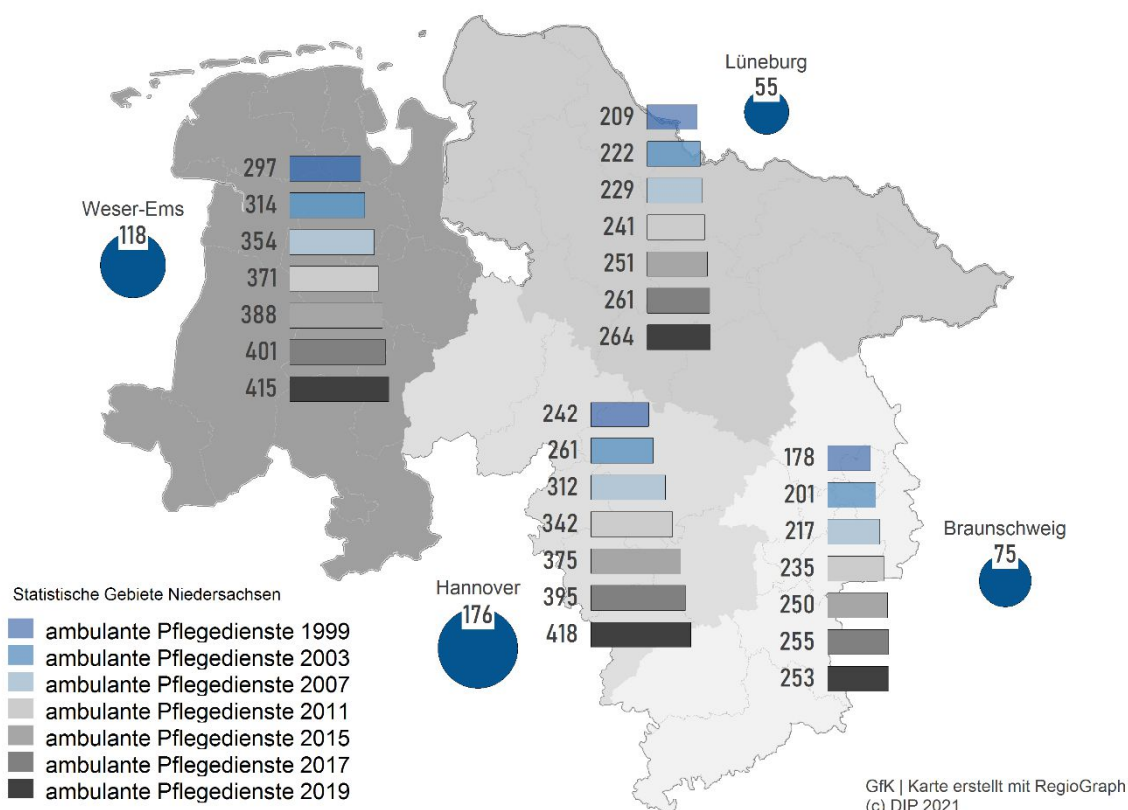 Lüneburg
55
209
222
229
241
251
261
264
Weser-Ems
118
297
314
354
371
388
401
415
Hannover
176
242
261
312
342
375
395
418
Braunschweig
75
178
201
217
235
250
255
253
Statistische Gebiete Niedersachsen
ambulante Pflegedienste 1999
ambulante Pflegedienste 2003
ambulante Pflegedienste 2007
ambulante Pflegedienste 2011
ambulante Pflegedienste 2015
ambulante Pflegedienste 2017
ambulante Pflegedienste 2019
GfK | Karte erstellt mit RegioGraph
(c) DIP 2021